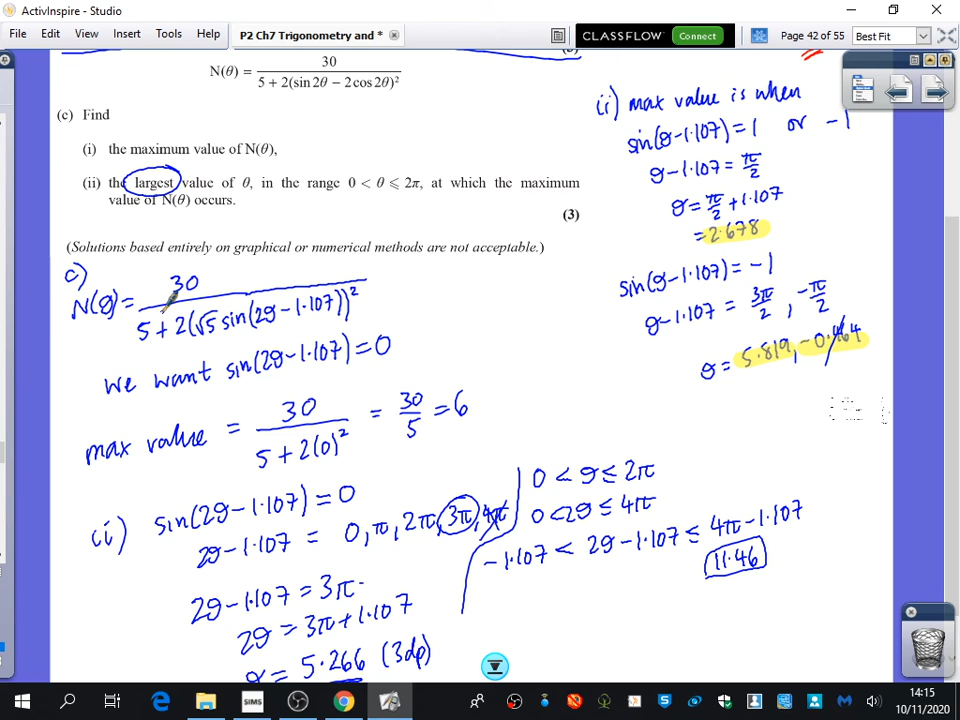 ActivInspire - Studio
File Edit View Insert Tools Help
P2 Ch7 Trigonometry and *
CLASSFLOW Connect
Page 42 of 55
Best Fit
N(θ) = 30 / 5 + 2(sin 2θ − 2cos 2θ)²
(c) Find
(i) the maximum value of N(θ),
(ii) the largest value of θ, in the range 0 < θ ⩽ 2π, at which the maximum
value of N(θ) occurs.
(3)
(Solutions based entirely on graphical or numerical methods are not acceptable.)
c)
N(θ) = 30 / 5 + 2(√5 sin(2θ − 1.107))²
we want sin(2θ − 1.107) = 0
max value = 30 / 5 + 2(0)² = 30/5 = 6
ii) sin(2θ − 1.107) = 0
2θ − 1.107 = 0, π, 2π, 3π, 4π
2θ − 1.107 = 3π
2θ = 3π + 1.107
θ = 5.266 (3dp)
0 < θ ≤ 2π
0 < 2θ ≤ 4π
−1.107 < 2θ − 1.107 ≤ 4π − 1.107
11.46
(ii) max value is when
sin(θ − 1.107) = 1 or −1
θ − 1.107 = π/2
θ = π/2 + 1.107
= 2.678
sin(θ − 1.107) = −1
θ − 1.107 = 3π/2, −π/2
θ = 5.819, −0.464
SIMS
14:15
10/11/2020